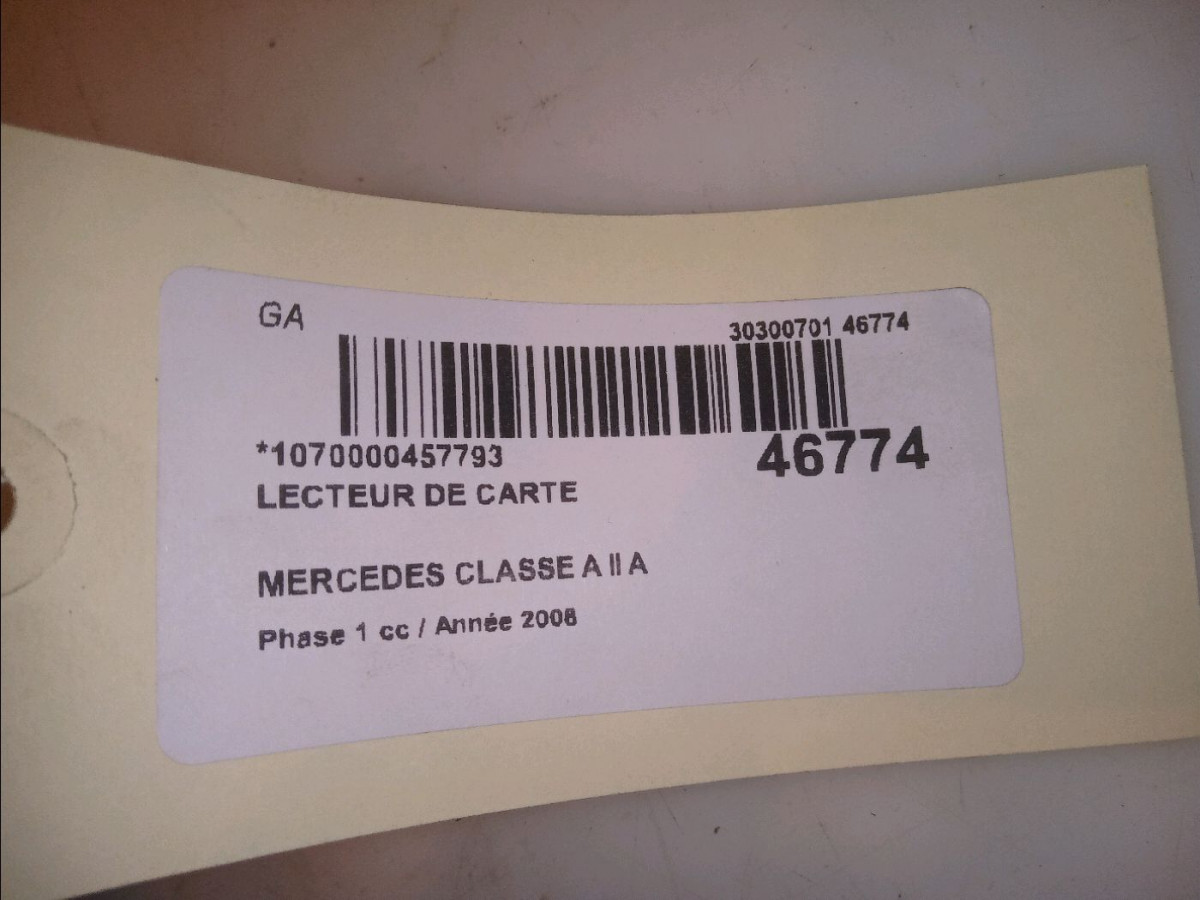 GA
30300701 46774
*1070000457793
46774
LECTEUR DE CARTE
MERCEDES CLASSE A II A
Phase 1 cc / Année 2008